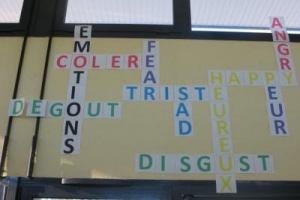 EMOTIONS
COLERE
FEAR
ANGRY
HAPPY
TRISTE
SAD
HEUREUX
PEUR
DEGOUT
DISGUST